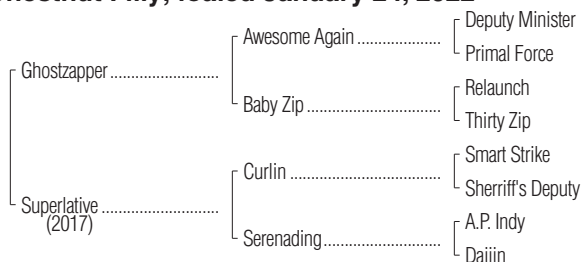 Chestnut Filly; foaled January 24, 2022
Deputy Minister
Awesome Again ..............................
Primal Force
Ghostzapper ..........................
Relaunch
Baby Zip ..................................
Thirty Zip
Smart Strike
Curlin ......................................
Sherriff's Deputy
Superlative ............................
(2017)
A.P. Indy
Serenading..............................
Daijin